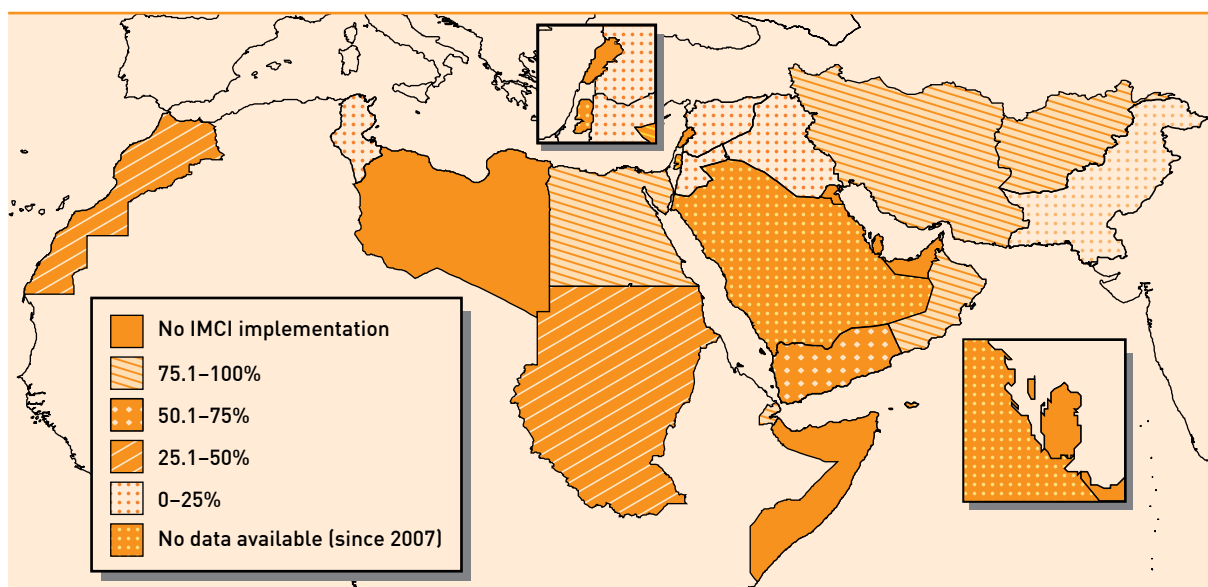 No IMCI implementation
75.1–100%
50.1–75%
25.1–50%
0–25%
No data available (since 2007)